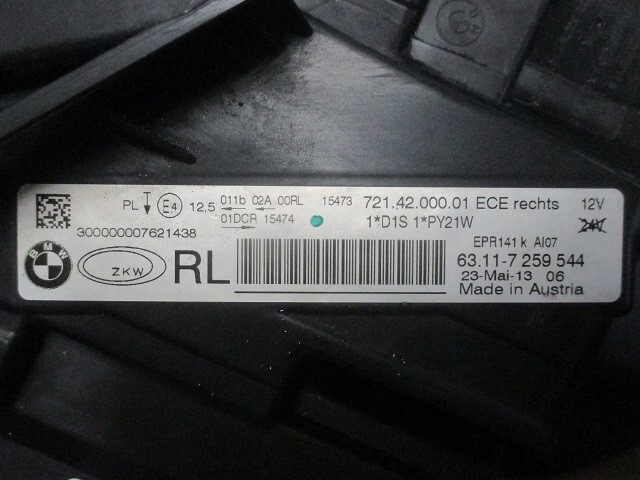 PL E4 12,5 011b 02A 00RL 15473 721.42.000.01 ECE rechts 12V
01DCR 15474 1*D1S 1*PY21W 24V
300000007621438
EPR141 k AI07
BMW ZKW RL 63.11-7 259 544
23-Mai-13 06
Made in Austria